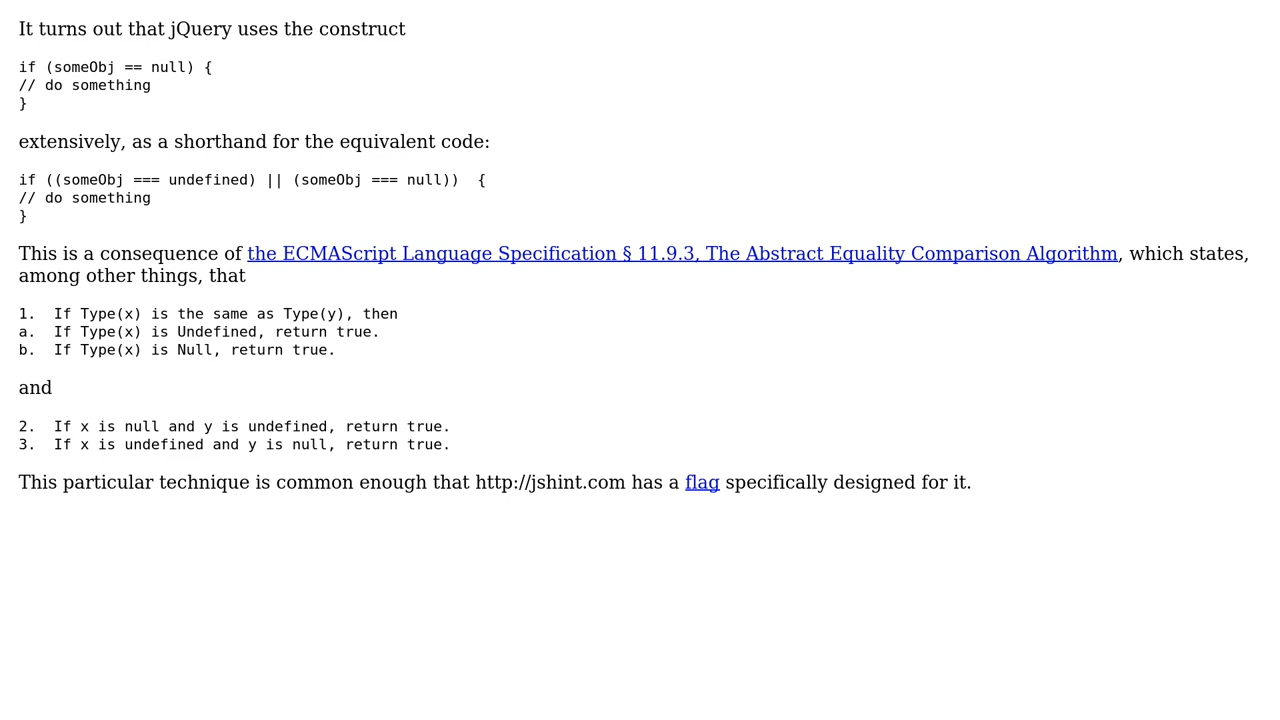 It turns out that jQuery uses the construct
if (someObj == null) {
// do something
}
extensively, as a shorthand for the equivalent code:
if ((someObj === undefined) || (someObj === null))  {
// do something
}
This is a consequence of the ECMAScript Language Specification § 11.9.3, The Abstract Equality Comparison Algorithm, which states,
among other things, that
1.  If Type(x) is the same as Type(y), then
a.  If Type(x) is Undefined, return true.
b.  If Type(x) is Null, return true.
and
2.  If x is null and y is undefined, return true.
3.  If x is undefined and y is null, return true.
This particular technique is common enough that http://jshint.com has a flag specifically designed for it.